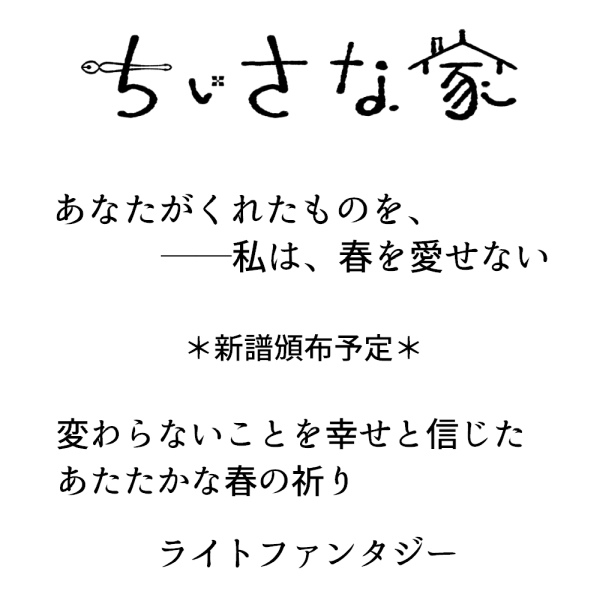 ちいさな家
あなたがくれたものを、
――私は、春を愛せない
＊新譜頒布予定＊
変わらないことを幸せと信じた
あたたかな春の祈り
ライトファンタジー